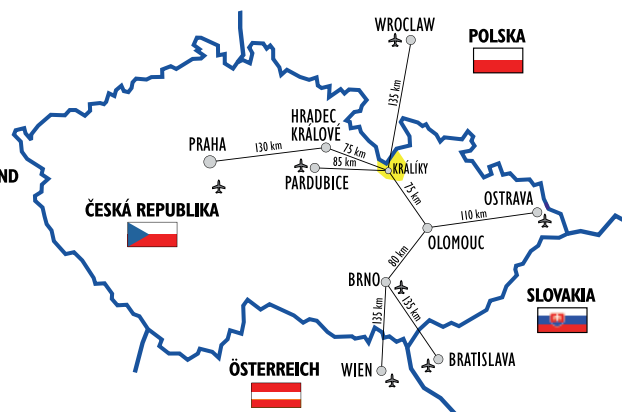 WROCLAW
POLSKA
135 km
HRADEC
KRÁLOVÉ
PRAHA
130 km
75 km
85 km
KRÁLÍKY
PARDUBICE
ND
75 km
OSTRAVA
ČESKÁ REPUBLIKA
110 km
OLOMOUC
80 km
BRNO
135 km
135 km
SLOVAKIA
ÖSTERREICH
WIEN
BRATISLAVA